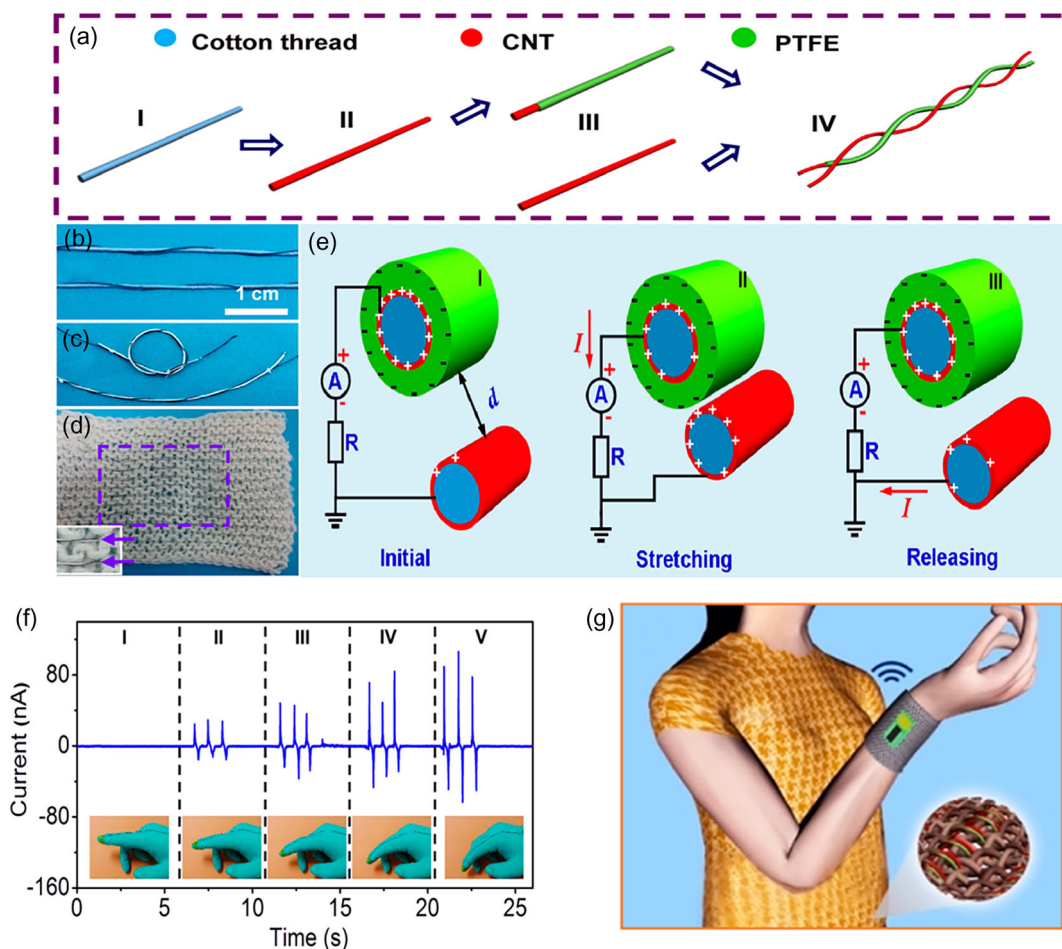 (a)
Cotton thread
CNT
PTFE
I
II
III
IV
(b)
1 cm
(c)
(d)
(e)
I
A
R
d
Initial
II
I
A
R
Stretching
III
A
R
I
Releasing
(f)
I II III IV V
Current (nA)
80
0
-80
-160
0 5 10 15 20 25
Time (s)
(g)